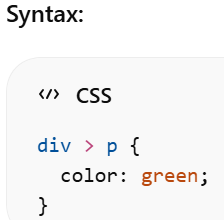 Syntax:
</> CSS
div > p {
  color: green;
}